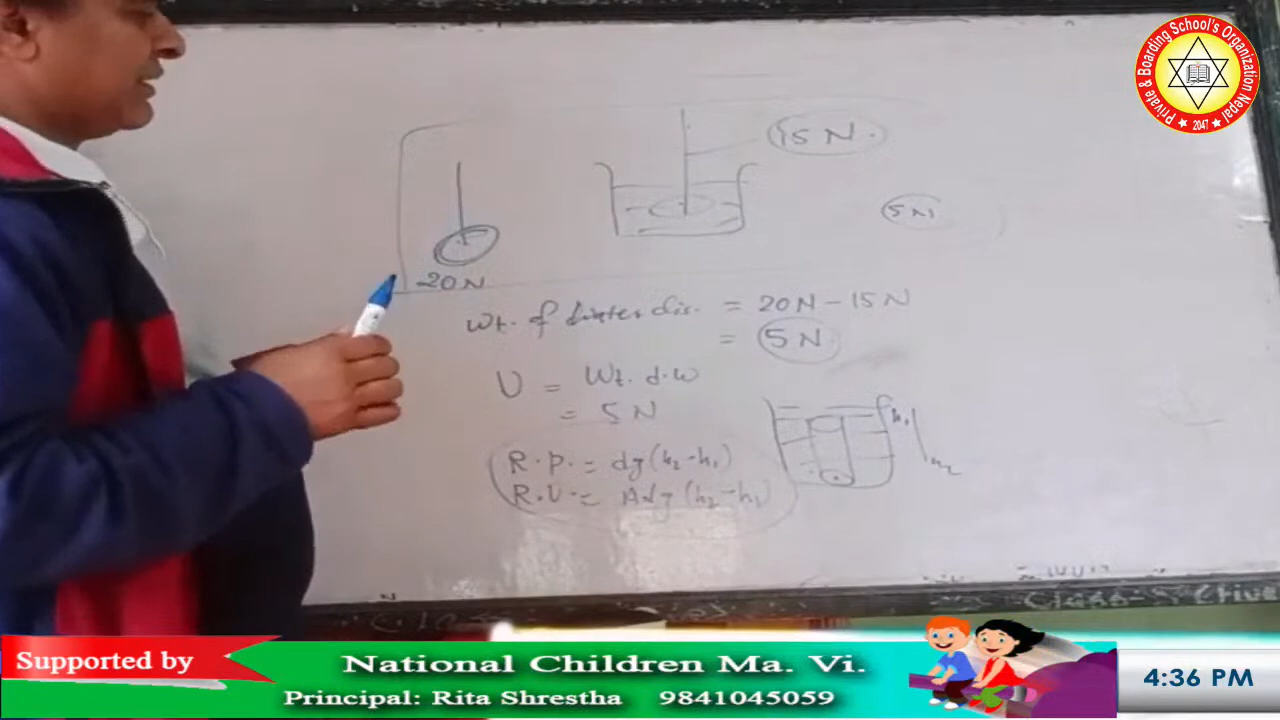 Private & Boarding School's Organization Nepal
★ 2047 ★
15 N.
5 N
20 N
Wt. of water dis. = 20N - 15N
= 5 N
U = Wt. d.w
= 5 N
h1
h2
R.P. = dg(h2-h1)
R.U. = Adg(h2-h1)
Supported by
National Children Ma. Vi.
Principal: Rita Shrestha 9841045059
4:36 PM